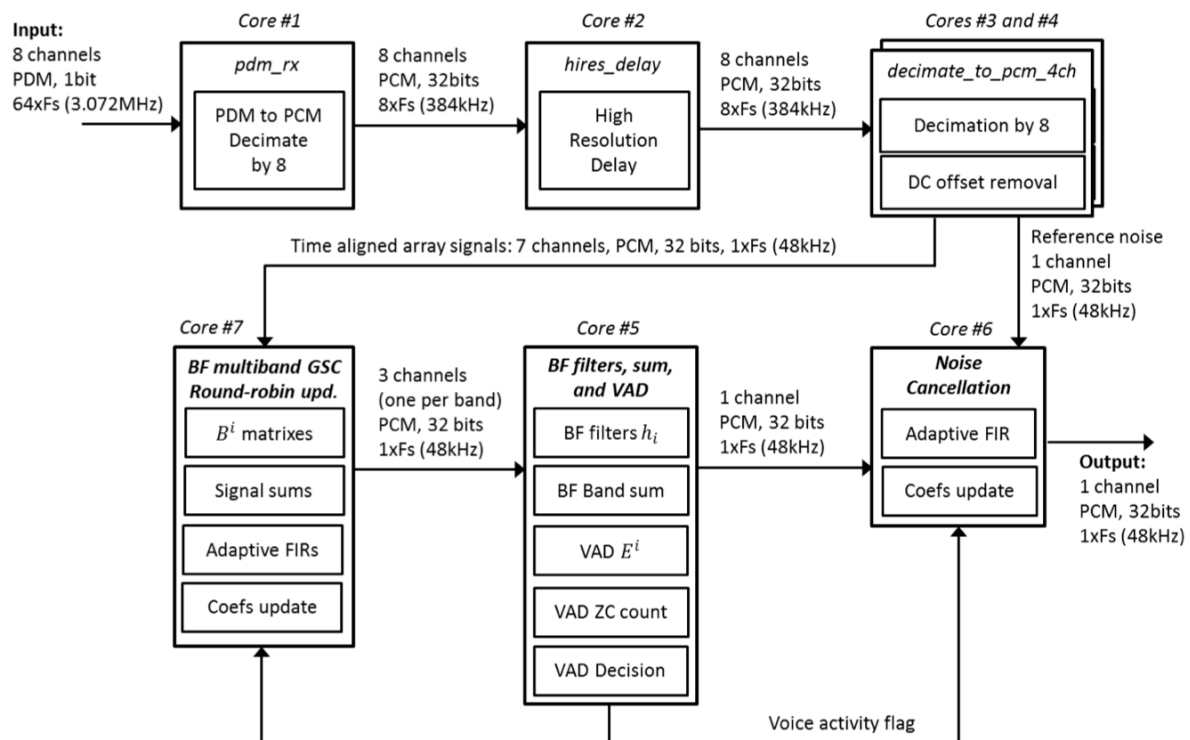 Input:
8 channels
PDM, 1bit
64xFs (3.072MHz)
Core #1
pdm_rx
PDM to PCM
Decimate
by 8
8 channels
PCM, 32bits
8xFs (384kHz)
Core #2
hires_delay
High
Resolution
Delay
8 channels
PCM, 32bits
8xFs (384kHz)
Cores #3 and #4
decimate_to_pcm_4ch
Decimation by 8
DC offset removal
Time aligned array signals: 7 channels, PCM, 32 bits, 1xFs (48kHz)
Reference noise
1 channel
PCM, 32bits
1xFs (48kHz)
Core #7
BF multiband GSC
Round-robin upd.
Bⁱ matrixes
Signal sums
Adaptive FIRs
Coefs update
3 channels
(one per band)
PCM, 32 bits
1xFs (48kHz)
Core #5
BF filters, sum,
and VAD
BF filters hᵢ
BF Band sum
VAD Eⁱ
VAD ZC count
VAD Decision
1 channel
PCM, 32 bits
1xFs (48kHz)
Core #6
Noise
Cancellation
Adaptive FIR
Coefs update
Output:
1 channel
PCM, 32bits
1xFs (48kHz)
Voice activity flag